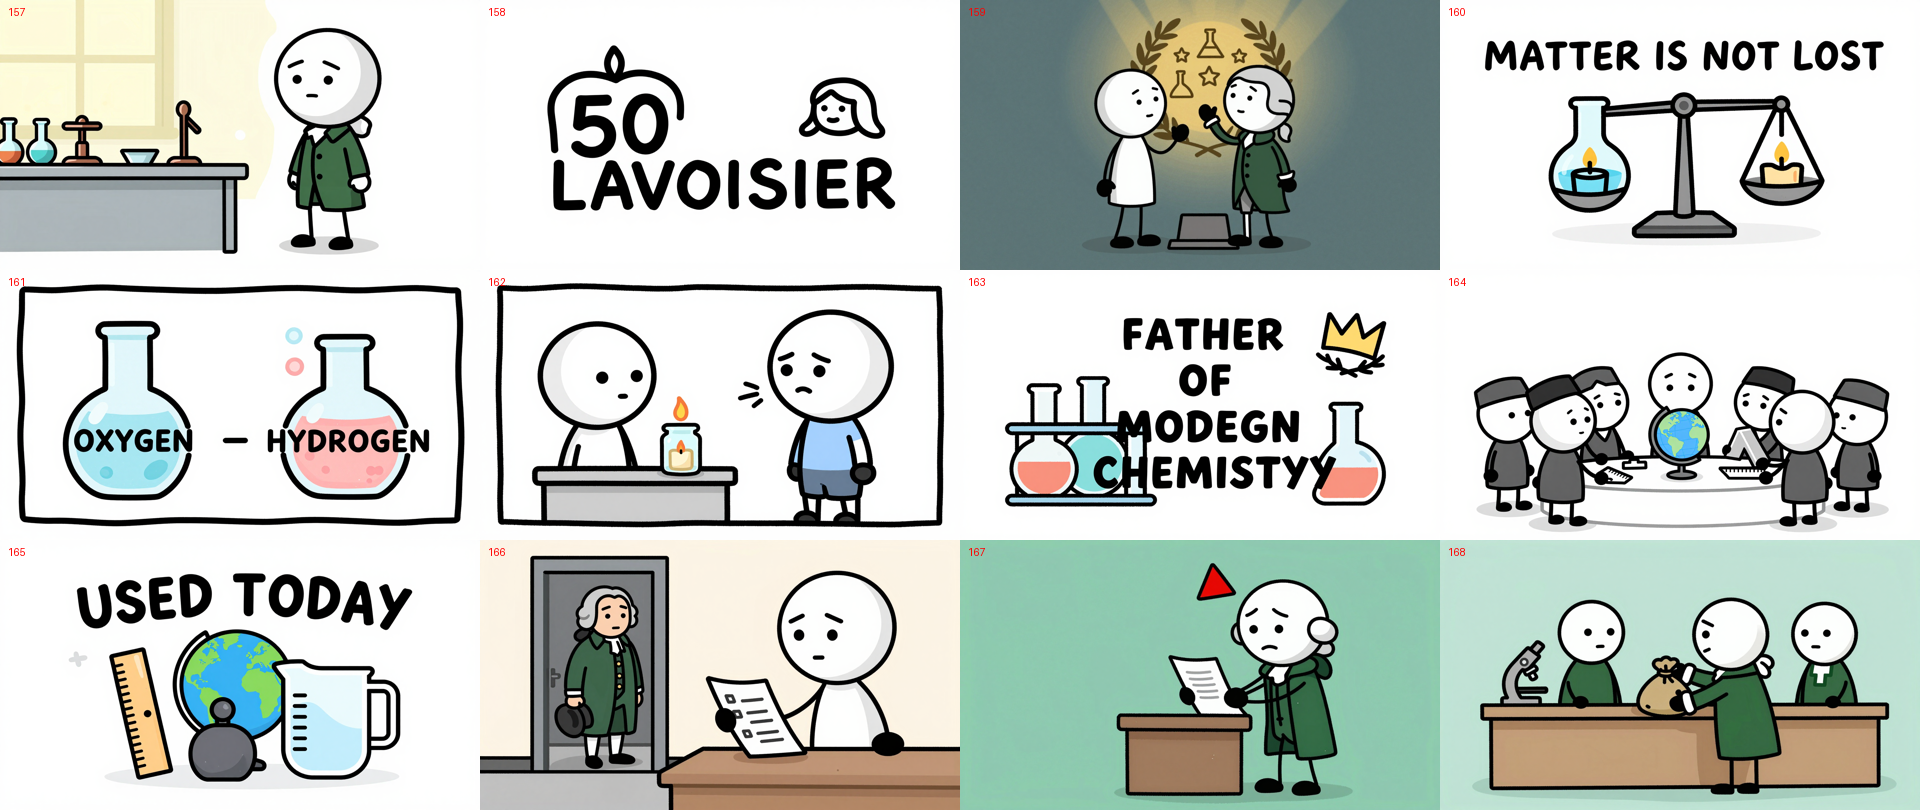 157
158
50
LAVOISIER
159
160
MATTER IS NOT LOST
161
OXYGEN – HYDROGEN
162
163
FATHER
OF
MODEGN
CHEMISTYY
164
165
USED TODAY
166
167
168